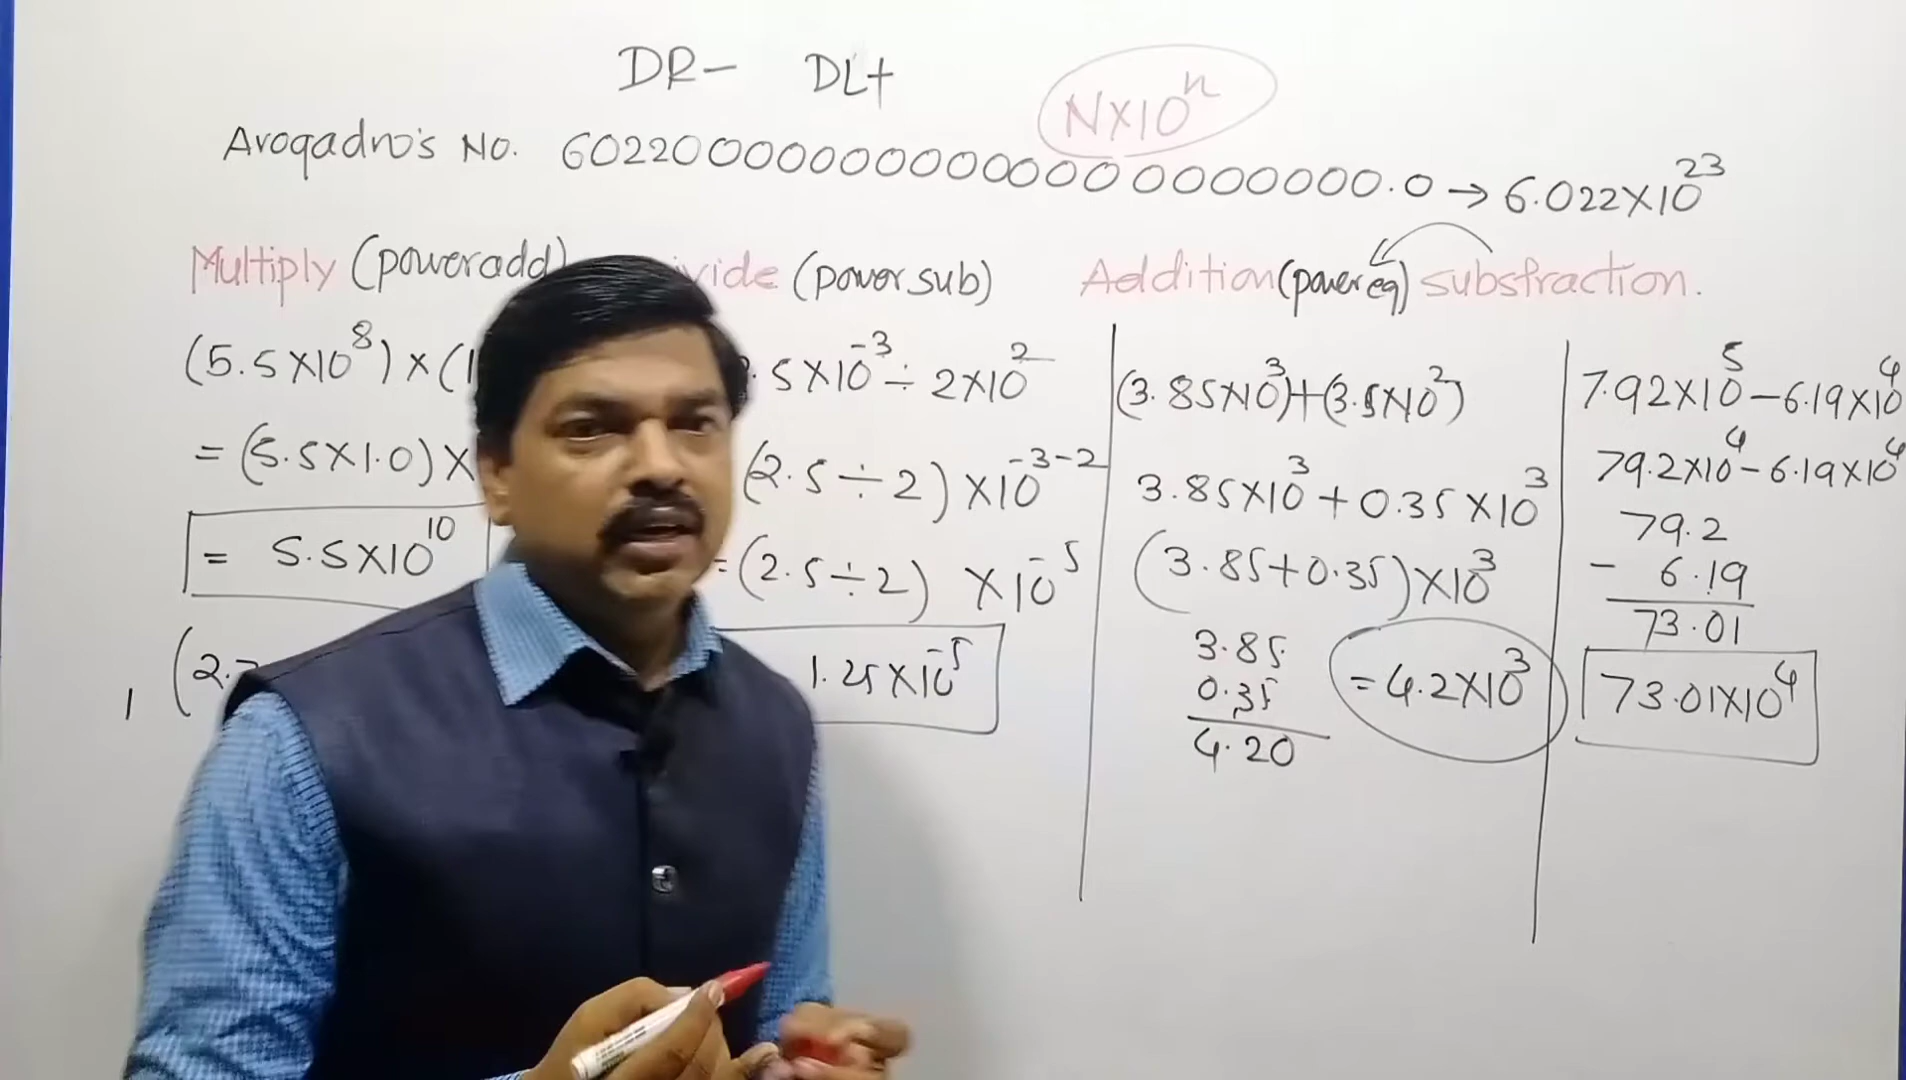 DR- DL+
N×10ⁿ
Avogadro's No. 6022000000000000000000000.0 → 6.022×10²³
Multiply (power add)
(power sub)
Addition (power eq) substraction.
(5.5×10⁸)×(1
= (5.5×1.0)×
= 5.5×10¹⁰
5×10⁻³ ÷ 2×10²
(2.5÷2)×10⁻³⁻²
=(2.5÷2) ×10⁻⁵
1.25×10⁻⁵
(3.85×10³)+(3.5×10²)
3.85×10³+0.35×10³
(3.85+0.35)×10³
3.85
0.35
4.20
=4.2×10³
7.92×10⁵-6.19×10⁴
79.2×10⁴-6.19×10⁴
79.2
- 6.19
73.01
73.01×10⁴